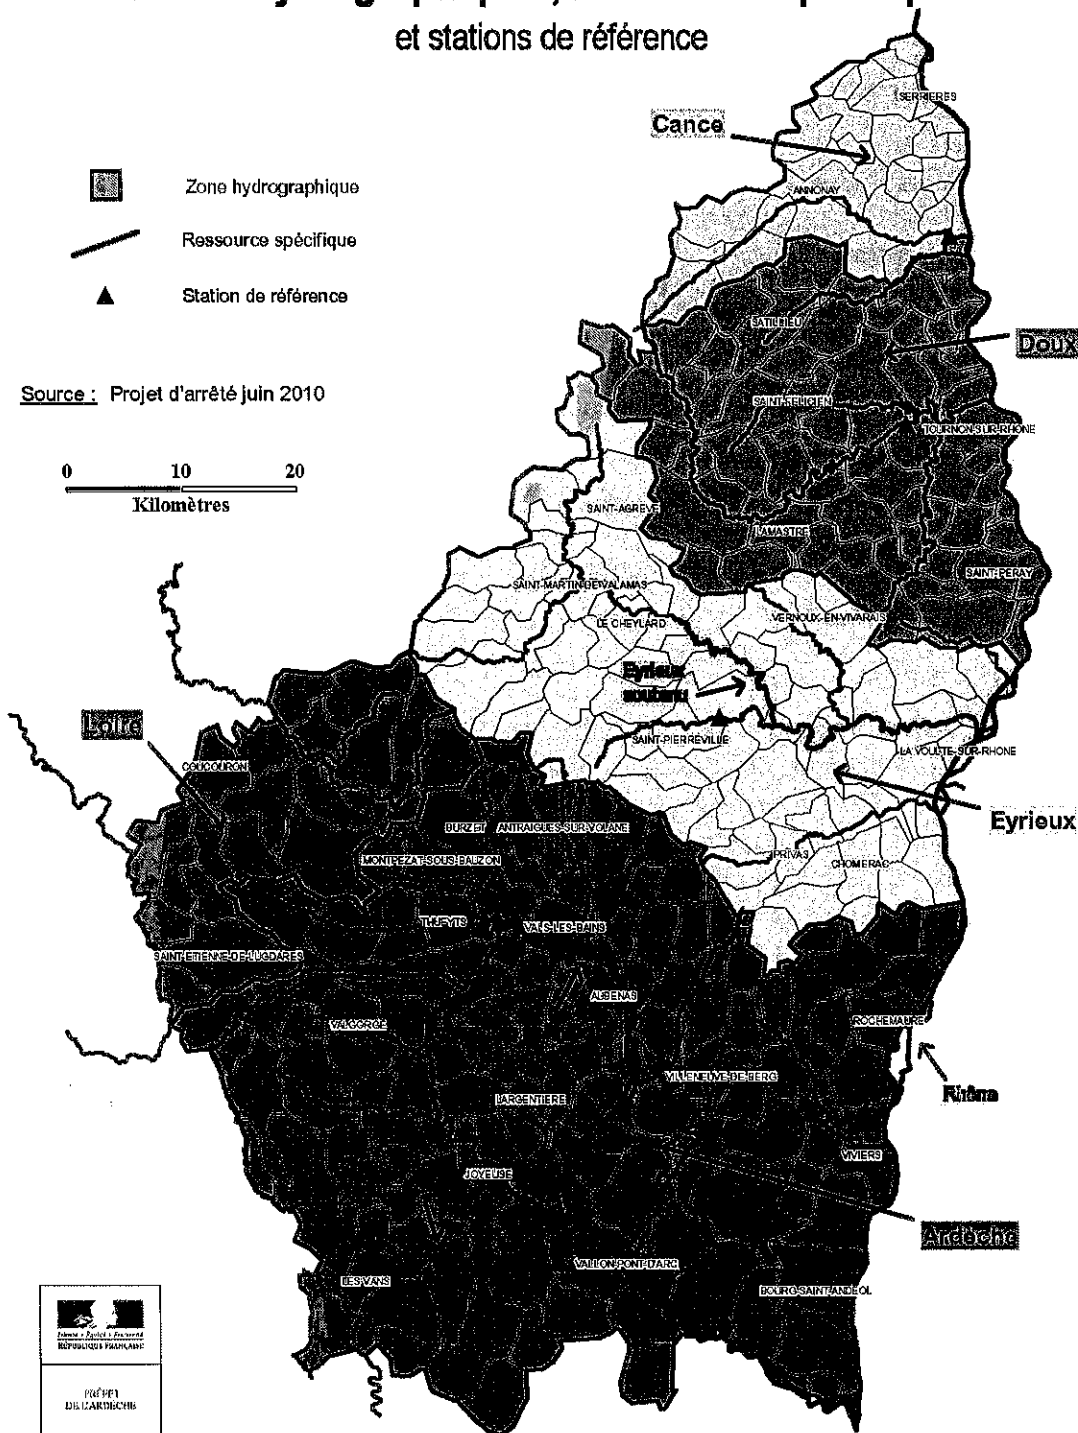 et stations de référence
Cance
SERRIERES
ANNONAY
Zone hydrographique
Ressource spécifique
Station de référence
Source : Projet d'arrêté juin 2010
0 10 20
Kilomètres
SATILLIEU
Doux
SAINT-FELICIEN
TOURNON-SUR-RHONE
SAINT-AGREVE
LAMASTRE
SAINT-PERAY
SAINT-MARTIN-DE-VALAMAS
VERNOUX-EN-VIVARAIS
LE CHEYLARD
Eyrieux
soutenu
Loire
SAINT-PIERREVILLE
LA VOULTE-SUR-RHONE
COUCOURON
Eyrieux
BURZET
ANTRAIGUES-SUR-VOLANE
MONTPEZAT-SOUS-BAUZON
PRIVAS
CHOMERAC
THUEYTS
VALS-LES-BAINS
SAINT-ETIENNE-DE-LUGDARES
AUBENAS
VALGORGE
ROCHEMAURE
VILLENEUVE-DE-BERG
Rhône
LARGENTIERE
VIVIERS
JOYEUSE
Ardèche
VALLON-PONT-D'ARC
LES-VANS
BOURG-SAINT-ANDEOL
Liberté • Égalité • Fraternité
RÉPUBLIQUE FRANÇAISE
PRÉFET
DE L'ARDÈCHE